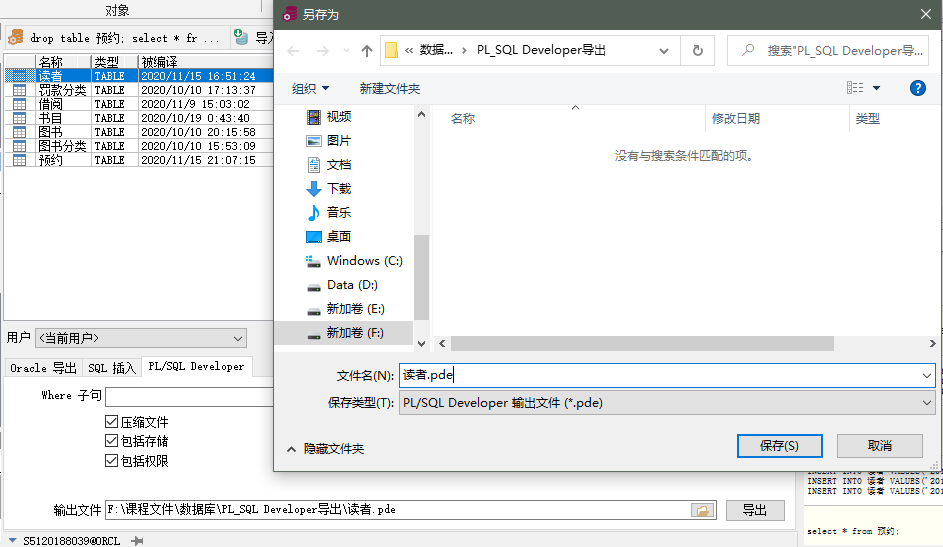 对象
drop table 预约; select * fr ...
导入
名称 类型 被编译
读者 TABLE 2020/11/15 16:51:24
罚款分类 TABLE 2020/10/10 17:13:37
借阅 TABLE 2020/11/9 15:03:02
书目 TABLE 2020/10/19 0:43:40
图书 TABLE 2020/10/10 20:15:58
图书分类 TABLE 2020/10/10 15:53:09
预约 TABLE 2020/11/15 21:07:15
用户 <当前用户>
Oracle 导出 SQL 插入 PL/SQL Developer
Where 子句
压缩文件
包括存储
包括权限
输出文件 F:\课程文件\数据库\PL_SQL Developer导出\读者.pde 导出
S5120188039@ORCL
另存为
« 数据... › PL_SQL Developer导出
搜索"PL_SQL Developer导...
组织 新建文件夹
视频
图片
文档
下载
音乐
桌面
Windows (C:)
Data (D:)
新加卷 (E:)
新加卷 (F:)
名称 修改日期 类型
没有与搜索条件匹配的项。
文件名(N): 读者.pde
保存类型(T): PL/SQL Developer 输出文件 (*.pde)
隐藏文件夹 保存(S) 取消
INSERT INTO 读者 VALUES('201
INSERT INTO 读者 VALUES('201
select * from 预约;